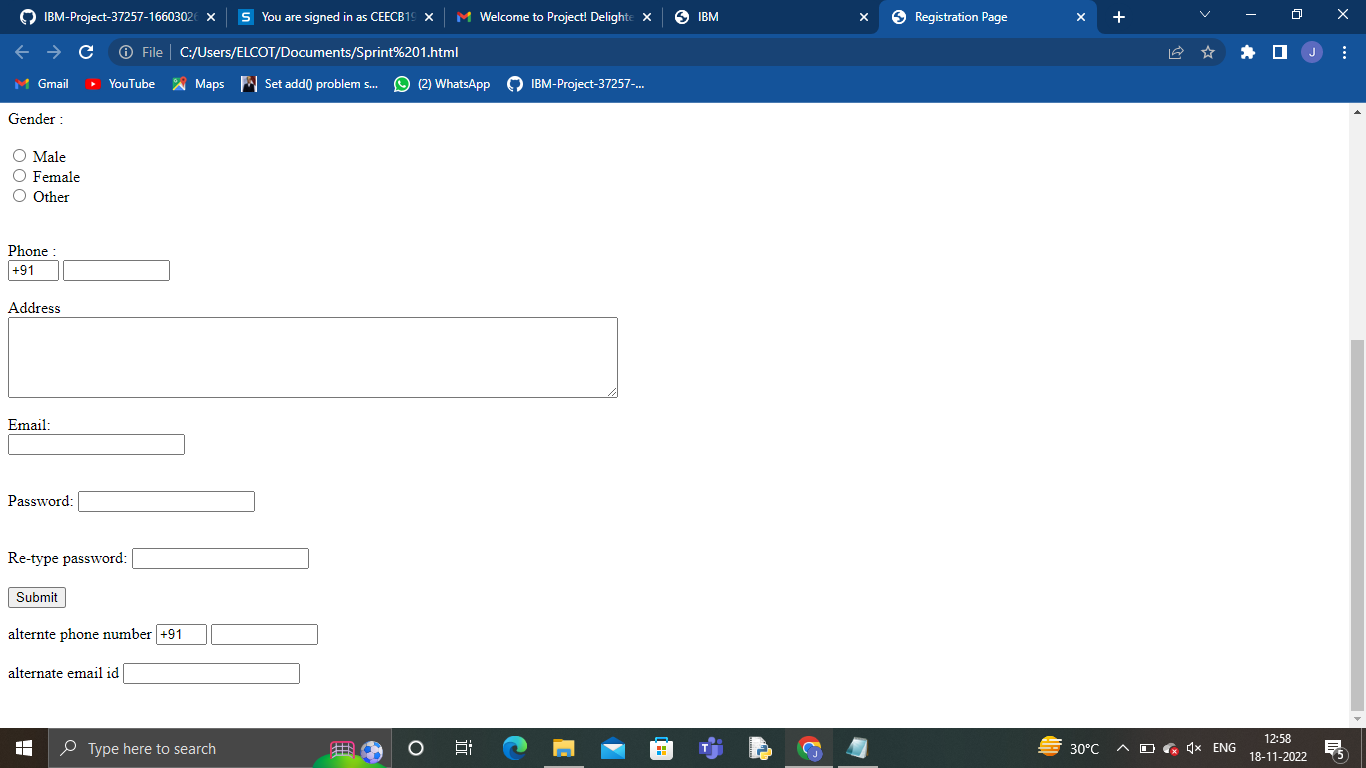 IBM-Project-37257-16603026
You are signed in as CEECB19
Welcome to Project! Delighte
IBM
Registration Page
File
C:/Users/ELCOT/Documents/Sprint%201.html
J
Gmail
YouTube
Maps
Set add() problem s...
(2) WhatsApp
IBM-Project-37257-...
Gender :
Male
Female
Other
Phone :
+91
Address
Email:
Password:
Re-type password:
Submit
alternte phone number +91
alternate email id
Type here to search
30°C
ENG
12:58
18-11-2022
5